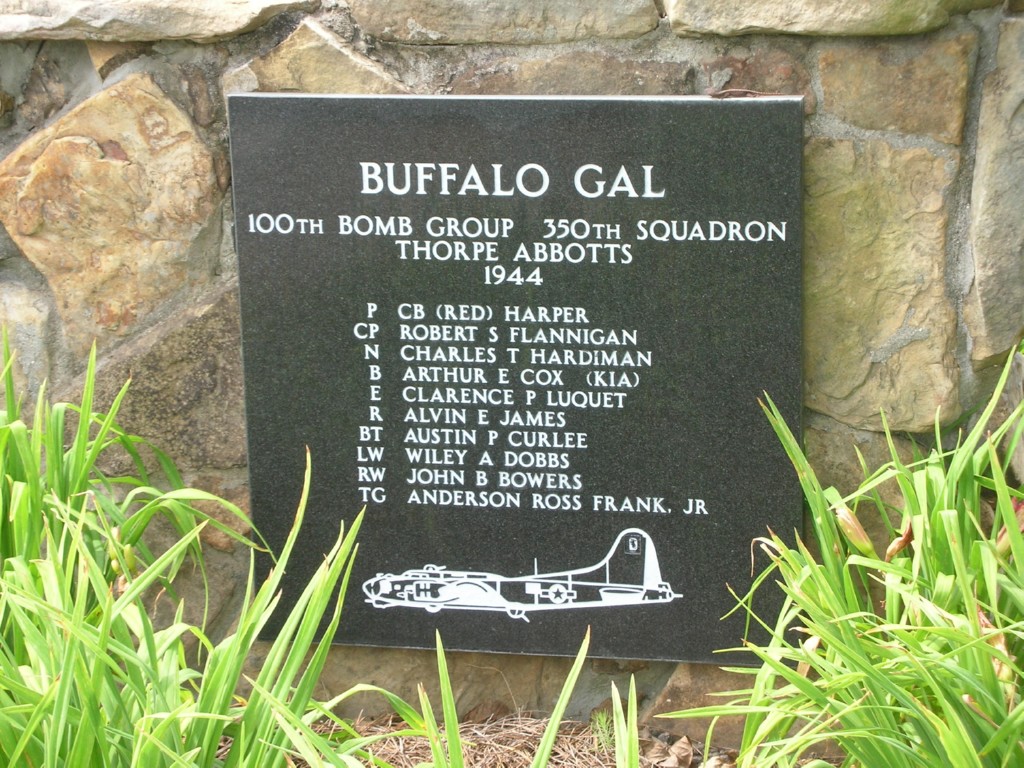 BUFFALO GAL
100TH BOMB GROUP 350TH SQUADRON
THORPE ABBOTTS
1944
P CB (RED) HARPER
CP ROBERT S FLANNIGAN
N CHARLES T HARDIMAN
B ARTHUR E COX (KIA)
E CLARENCE P LUQUET
R ALVIN E JAMES
BT AUSTIN P CURLEE
LW WILEY A DOBBS
RW JOHN B BOWERS
TG ANDERSON ROSS FRANK, JR